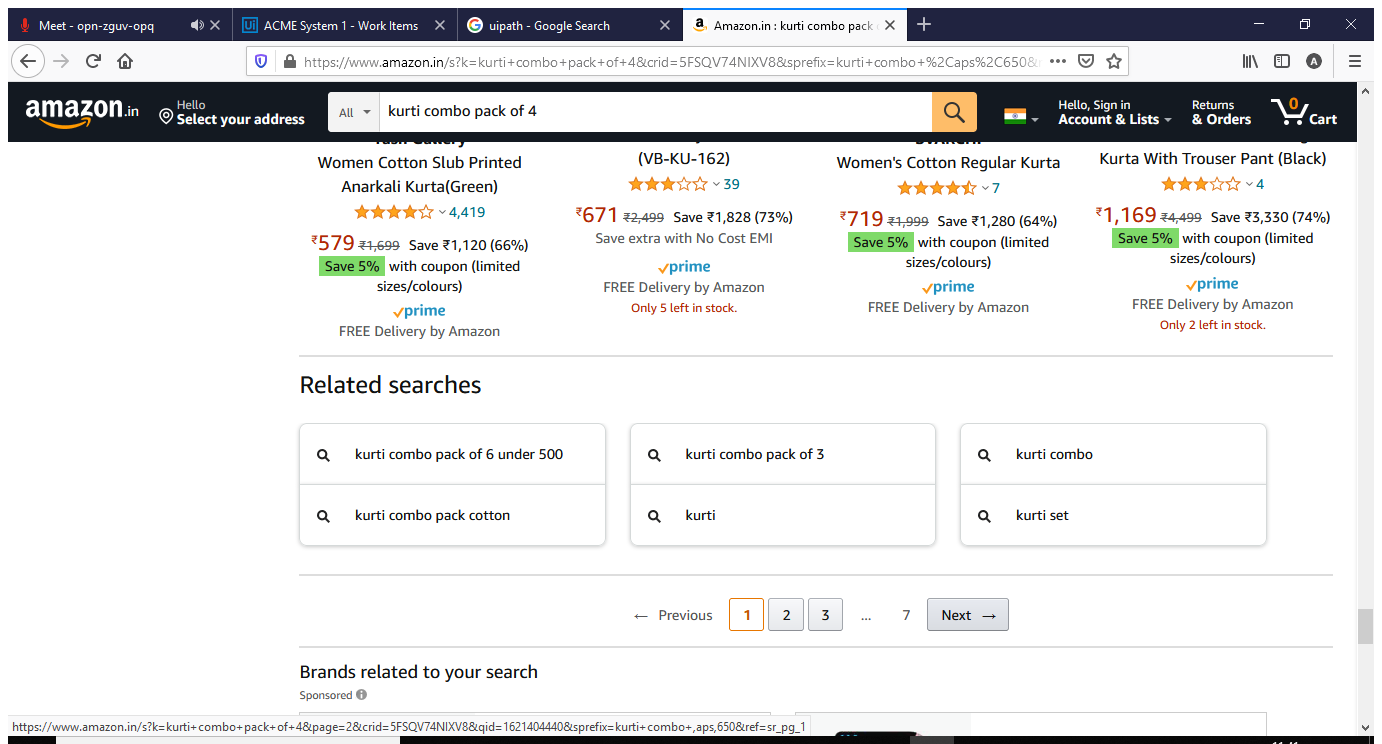 Meet - opn-zguv-opq
ACME System 1 - Work Items
uipath - Google Search
Amazon.in : kurti combo pack
https://www.amazon.in/s?k=kurti+combo+pack+of+4&crid=5FSQV74NIXV8&sprefix=kurti+combo+%2Caps%2C650&
A
amazon.in
Hello
Select your address
All
kurti combo pack of 4
Hello, Sign in
Account & Lists
Returns
& Orders
0
Cart
Women Cotton Slub Printed
Anarkali Kurta(Green)
4,419
₹579 ₹1,699 Save ₹1,120 (66%)
Save 5% with coupon (limited
sizes/colours)
prime
FREE Delivery by Amazon
(VB-KU-162)
39
₹671 ₹2,499 Save ₹1,828 (73%)
Save extra with No Cost EMI
prime
FREE Delivery by Amazon
Only 5 left in stock.
Women's Cotton Regular Kurta
7
₹719 ₹1,999 Save ₹1,280 (64%)
Save 5% with coupon (limited
sizes/colours)
prime
FREE Delivery by Amazon
Kurta With Trouser Pant (Black)
4
₹1,169 ₹4,499 Save ₹3,330 (74%)
Save 5% with coupon (limited
sizes/colours)
prime
FREE Delivery by Amazon
Only 2 left in stock.
Related searches
kurti combo pack of 6 under 500
kurti combo pack of 3
kurti combo
kurti combo pack cotton
kurti
kurti set
← Previous 1 2 3 ... 7 Next →
Brands related to your search
Sponsored
https://www.amazon.in/s?k=kurti+combo+pack+of+4&page=2&crid=5FSQV74NIXV8&qid=1621404440&sprefix=kurti+combo+,aps,650&ref=sr_pg_1